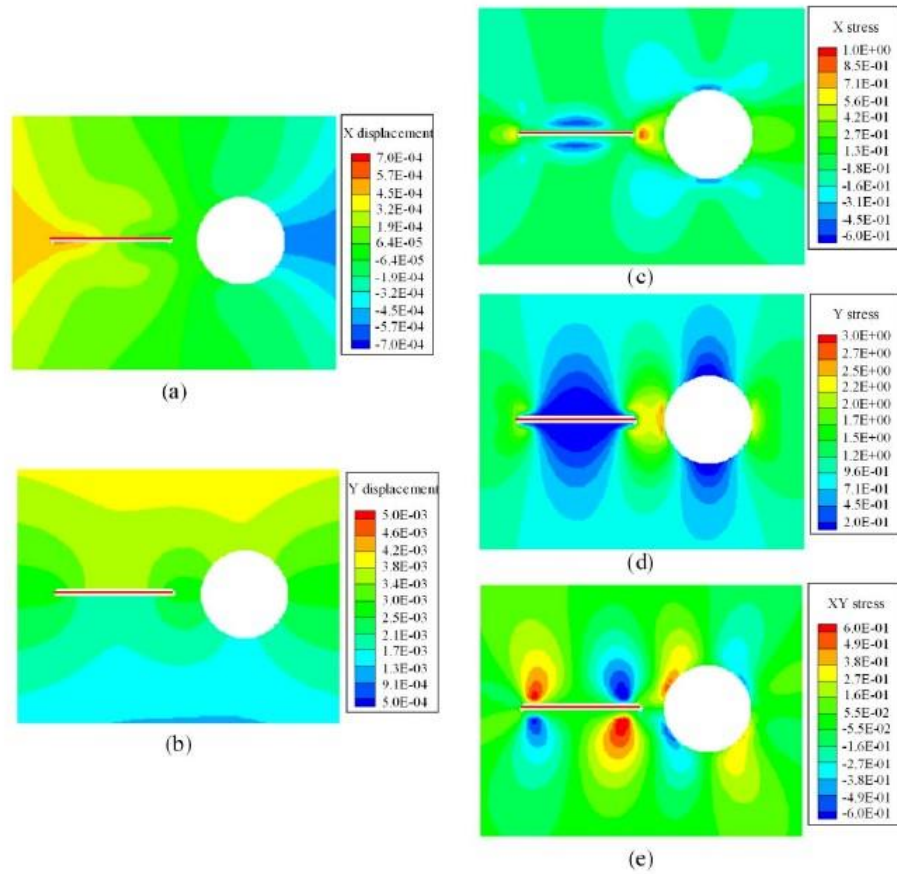 X displacement
7.0E-04
5.7E-04
4.5E-04
3.2E-04
1.9E-04
6.4E-05
-6.4E-05
-1.9E-04
-3.2E-04
-4.5E-04
-5.7E-04
-7.0E-04
(a)
Y displacement
5.0E-03
4.6E-03
4.2E-03
3.8E-03
3.4E-03
3.0E-03
2.5E-03
2.1E-03
1.7E-03
1.3E-03
9.1E-04
5.0E-04
(b)
X stress
1.0E+00
8.5E-01
7.1E-01
5.6E-01
4.2E-01
2.7E-01
1.3E-01
-1.8E-01
-1.6E-01
-3.1E-01
-4.5E-01
-6.0E-01
(c)
Y stress
3.0E+00
2.7E+00
2.5E+00
2.2E+00
2.0E+00
1.7E+00
1.5E+00
1.2E+00
9.6E-01
7.1E-01
4.5E-01
2.0E-01
(d)
XY stress
6.0E-01
4.9E-01
3.8E-01
2.7E-01
1.6E-01
5.5E-02
-5.5E-02
-1.6E-01
-2.7E-01
-3.8E-01
-4.9E-01
-6.0E-01
(e)